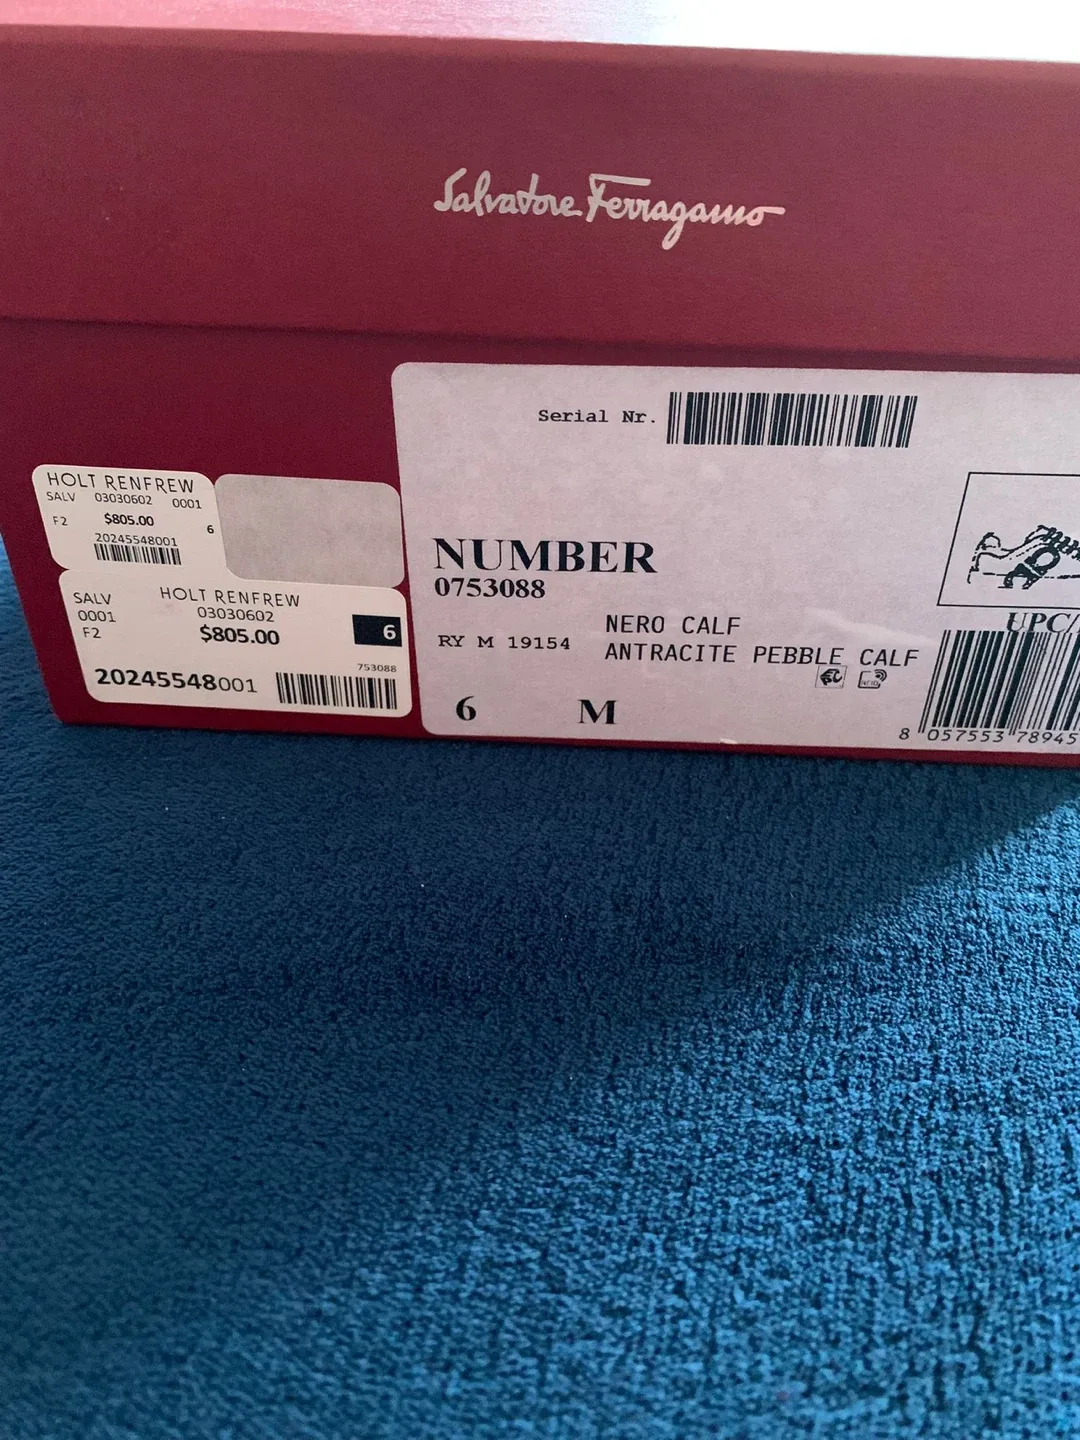 Salvatore Ferragamo
Serial Nr.
HOLT RENFREW
SALV 03030602 0001
F2 $805.00 6
20245548001
HOLT RENFREW
SALV 03030602
0001
F2 $805.00 6
753088
20245548001
NUMBER
0753088
NERO CALF
RY M 19154 ANTRACITE PEBBLE CALF
6 M
UPC/
8 057553 78945